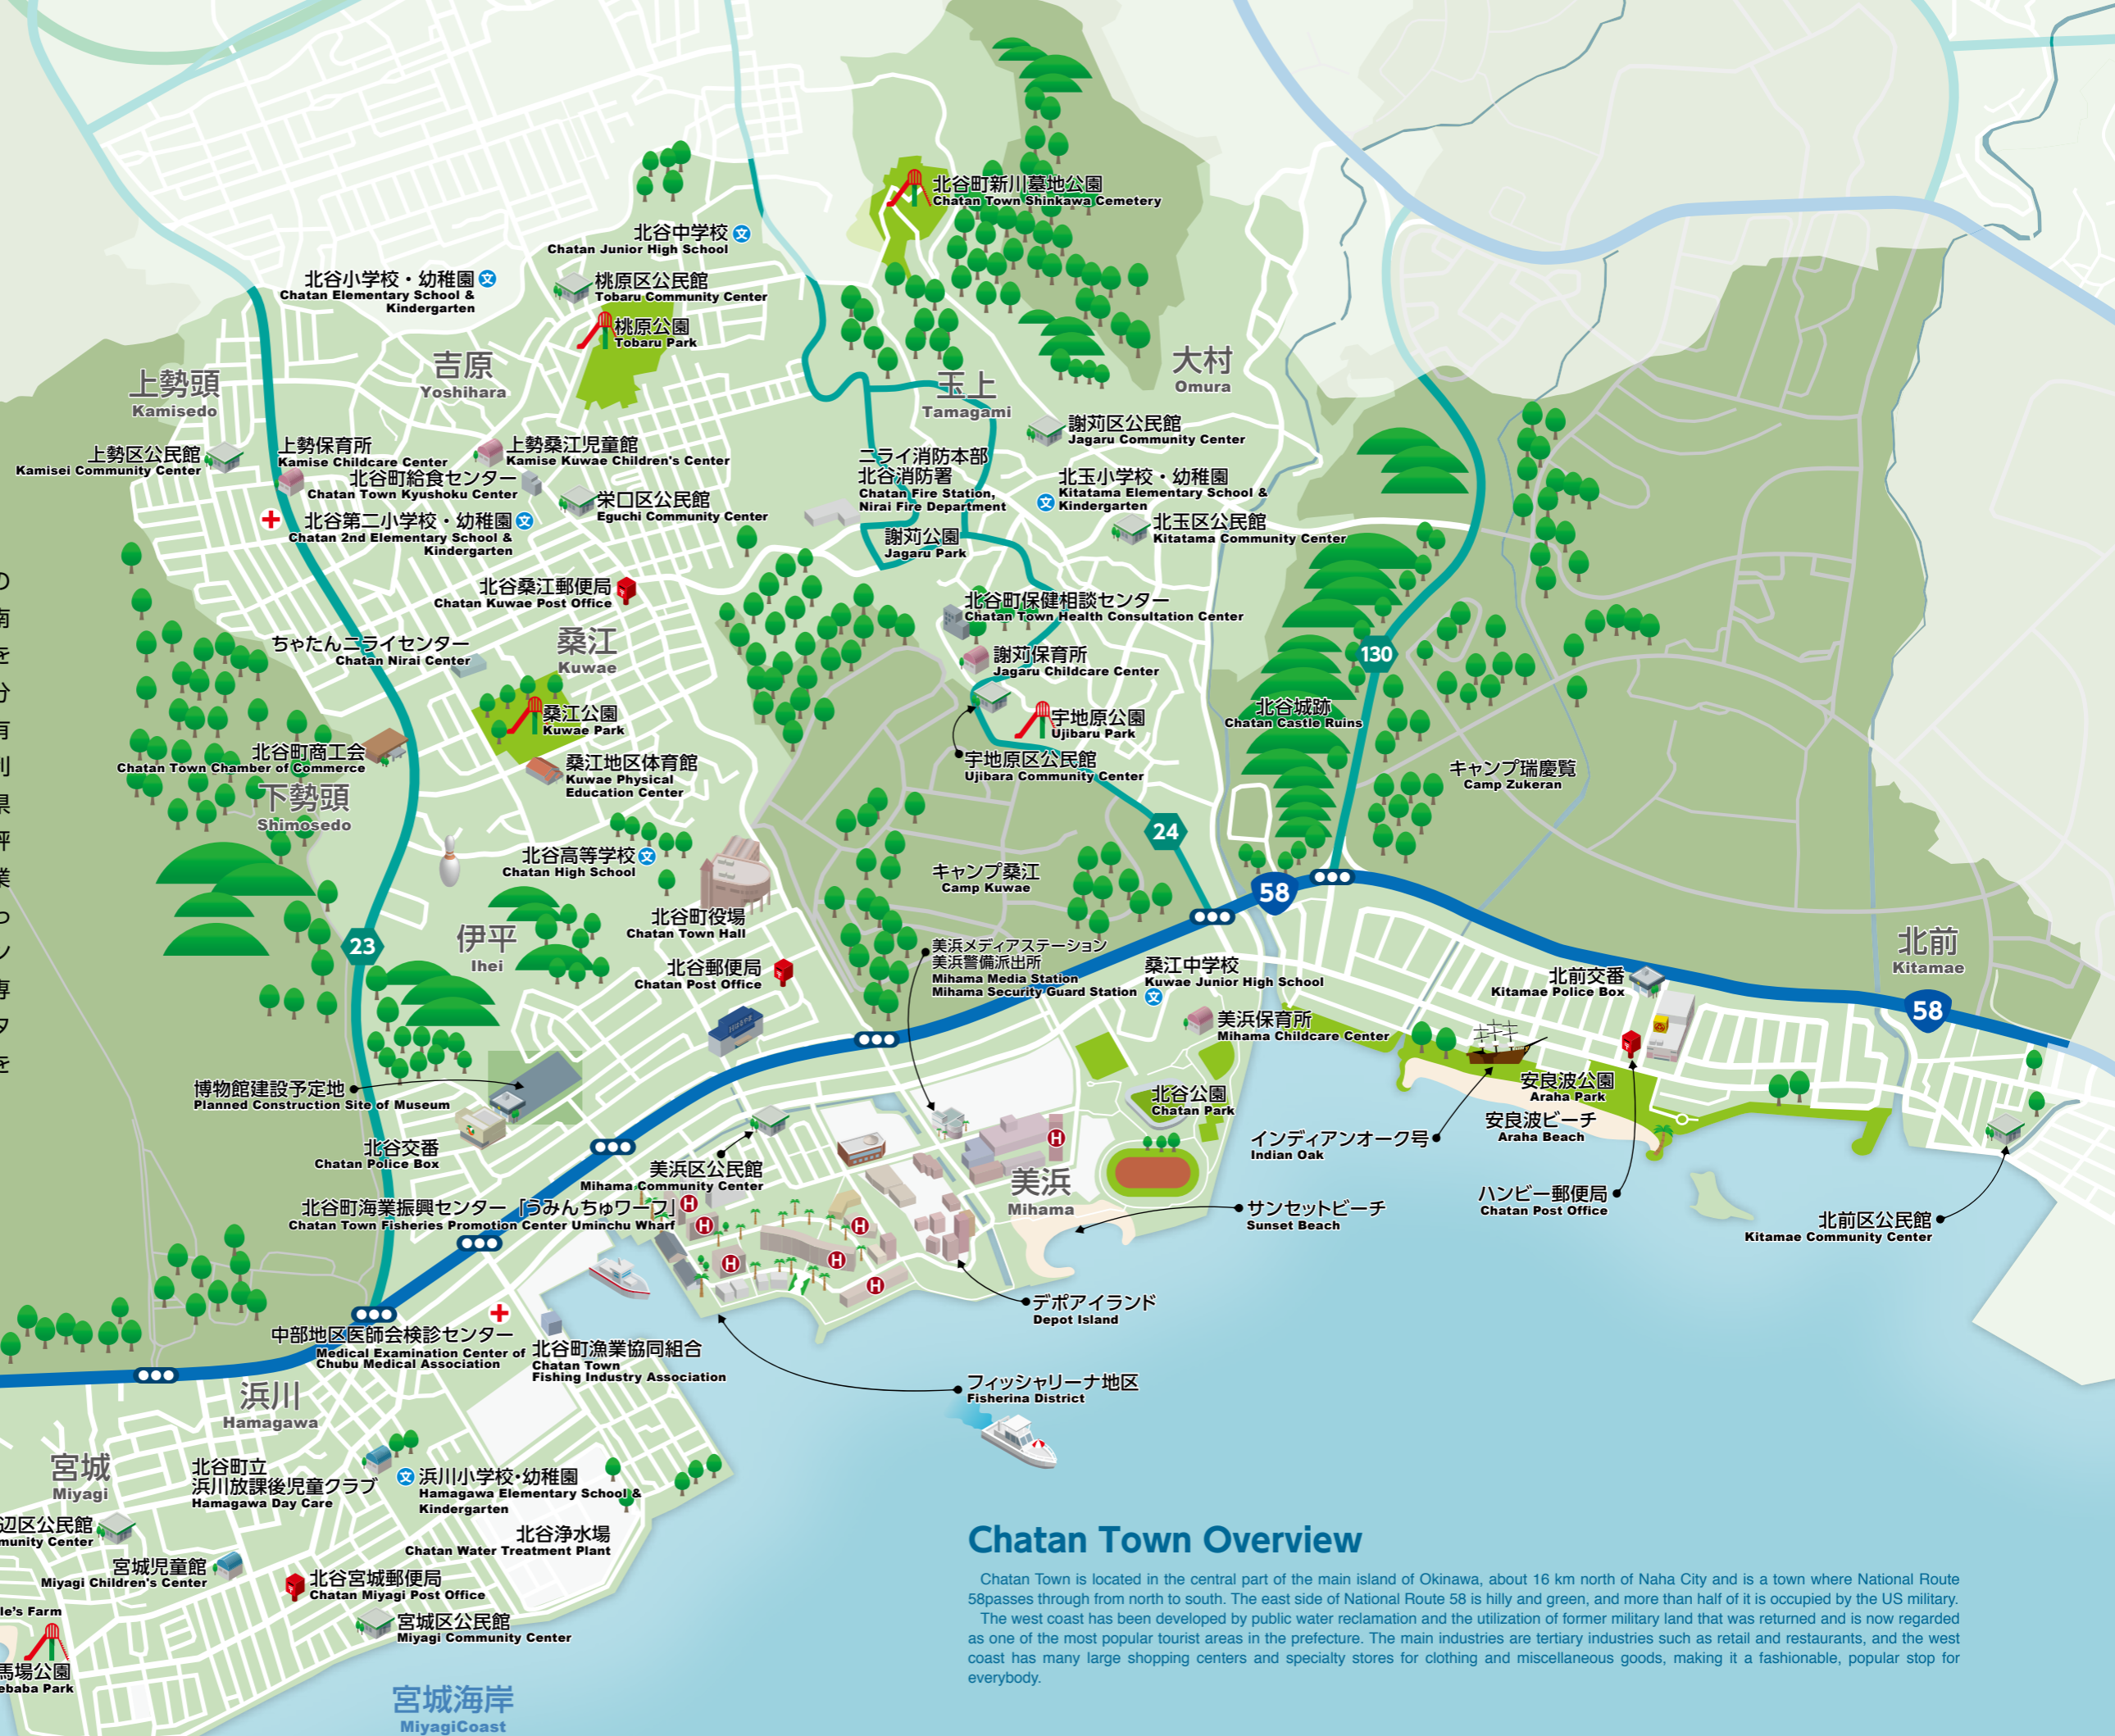 北谷町新川墓地公園
Chatan Town Shinkawa Cemetery
北谷中学校
文
Chatan Junior High School
北谷小学校・幼稚園
文
Chatan Elementary School &
Kindergarten
桃原区公民館
Tobaru Community Center
桃原公園
Tobaru Park
上勢頭
Kamisedo
吉原
Yoshihara
玉上
Tamagami
大村
Omura
上勢区公民館
Kamisei Community Center
上勢保育所
Kamise Childcare Center
上勢桑江児童館
Kamise Kuwae Children's Center
北谷町給食センター
Chatan Town Kyushoku Center
栄口区公民館
Eguchi Community Center
北谷第二小学校・幼稚園
文
Chatan 2nd Elementary School &
Kindergarten
謝苅区公民館
Jagaru Community Center
ニライ消防本部
北谷消防署
Chatan Fire Station,
Nirai Fire Department
北玉小学校・幼稚園
文
Kitatama Elementary School &
Kindergarten
北玉区公民館
Kitatama Community Center
謝苅公園
Jagaru Park
北谷桑江郵便局
Chatan Kuwae Post Office
北谷町保健相談センター
Chatan Town Health Consultation Center
ちゃたんニライセンター
Chatan Nirai Center
桑江
Kuwae
謝苅保育所
Jagaru Childcare Center
130
桑江公園
Kuwae Park
宇地原公園
Ujibaru Park
北谷城跡
Chatan Castle Ruins
北谷町商工会
Chatan Town Chamber of Commerce
桑江地区体育館
Kuwae Physical
Education Center
宇地原区公民館
Ujibara Community Center
キャンプ瑞慶覧
Camp Zukeran
下勢頭
Shimosedo
24
北谷高等学校
文
Chatan High School
キャンプ桑江
Camp Kuwae
58
北谷町役場
Chatan Town Hall
23
伊平
Ihei
北前
Kitamae
美浜メディアステーション
美浜警備派出所
Mihama Media Station
Mihama Security Guard Station
北谷郵便局
Chatan Post Office
桑江中学校
Kuwae Junior High School
文
北前交番
Kitamae Police Box
58
美浜保育所
Mihama Childcare Center
博物館建設予定地
Planned Construction Site of Museum
北谷公園
Chatan Park
安良波公園
Araha Park
安良波ビーチ
Araha Beach
インディアンオーク号
Indian Oak
北谷交番
Chatan Police Box
美浜区公民館
Mihama Community Center
H
美浜
Mihama
ハンビー郵便局
Chatan Post Office
北谷町海業振興センター「うみんちゅワーフ」
Chatan Town Fisheries Promotion Center Uminchu Wharf
H
H
H
H
H
H
サンセットビーチ
Sunset Beach
北前区公民館
Kitamae Community Center
デポアイランド
Depot Island
中部地区医師会検診センター
Medical Examination Center of
Chubu Medical Association
北谷町漁業協同組合
Chatan Town
Fishing Industry Association
フィッシャリーナ地区
Fisherina District
浜川
Hamagawa
宮城
Miyagi
北谷町立
浜川放課後児童クラブ
Hamagawa Day Care
文
浜川小学校・幼稚園
Hamagawa Elementary School &
Kindergarten
北谷浄水場
Chatan Water Treatment Plant
辺区公民館
munity Center
宮城児童館
Miyagi Children's Center
北谷宮城郵便局
Chatan Miyagi Post Office
le's Farm
宮城区公民館
Miyagi Community Center
馬場公園
ebaba Park
宮城海岸
MiyagiCoast
の
南
を
分
有
別
県
評
業
つ
ン
専
タ
を
Chatan Town Overview
Chatan Town is located in the central part of the main island of Okinawa, about 16 km north of Naha City and is a town where National Route
58passes through from north to south. The east side of National Route 58 is hilly and green, and more than half of it is occupied by the US military.
The west coast has been developed by public water reclamation and the utilization of former military land that was returned and is now regarded
as one of the most popular tourist areas in the prefecture. The main industries are tertiary industries such as retail and restaurants, and the west
coast has many large shopping centers and specialty stores for clothing and miscellaneous goods, making it a fashionable, popular stop for
everybody.